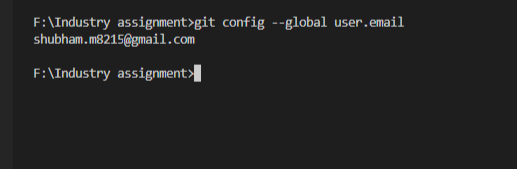 F:\Industry assignment>git config --global user.email
shubham.m8215@gmail.com
F:\Industry assignment>